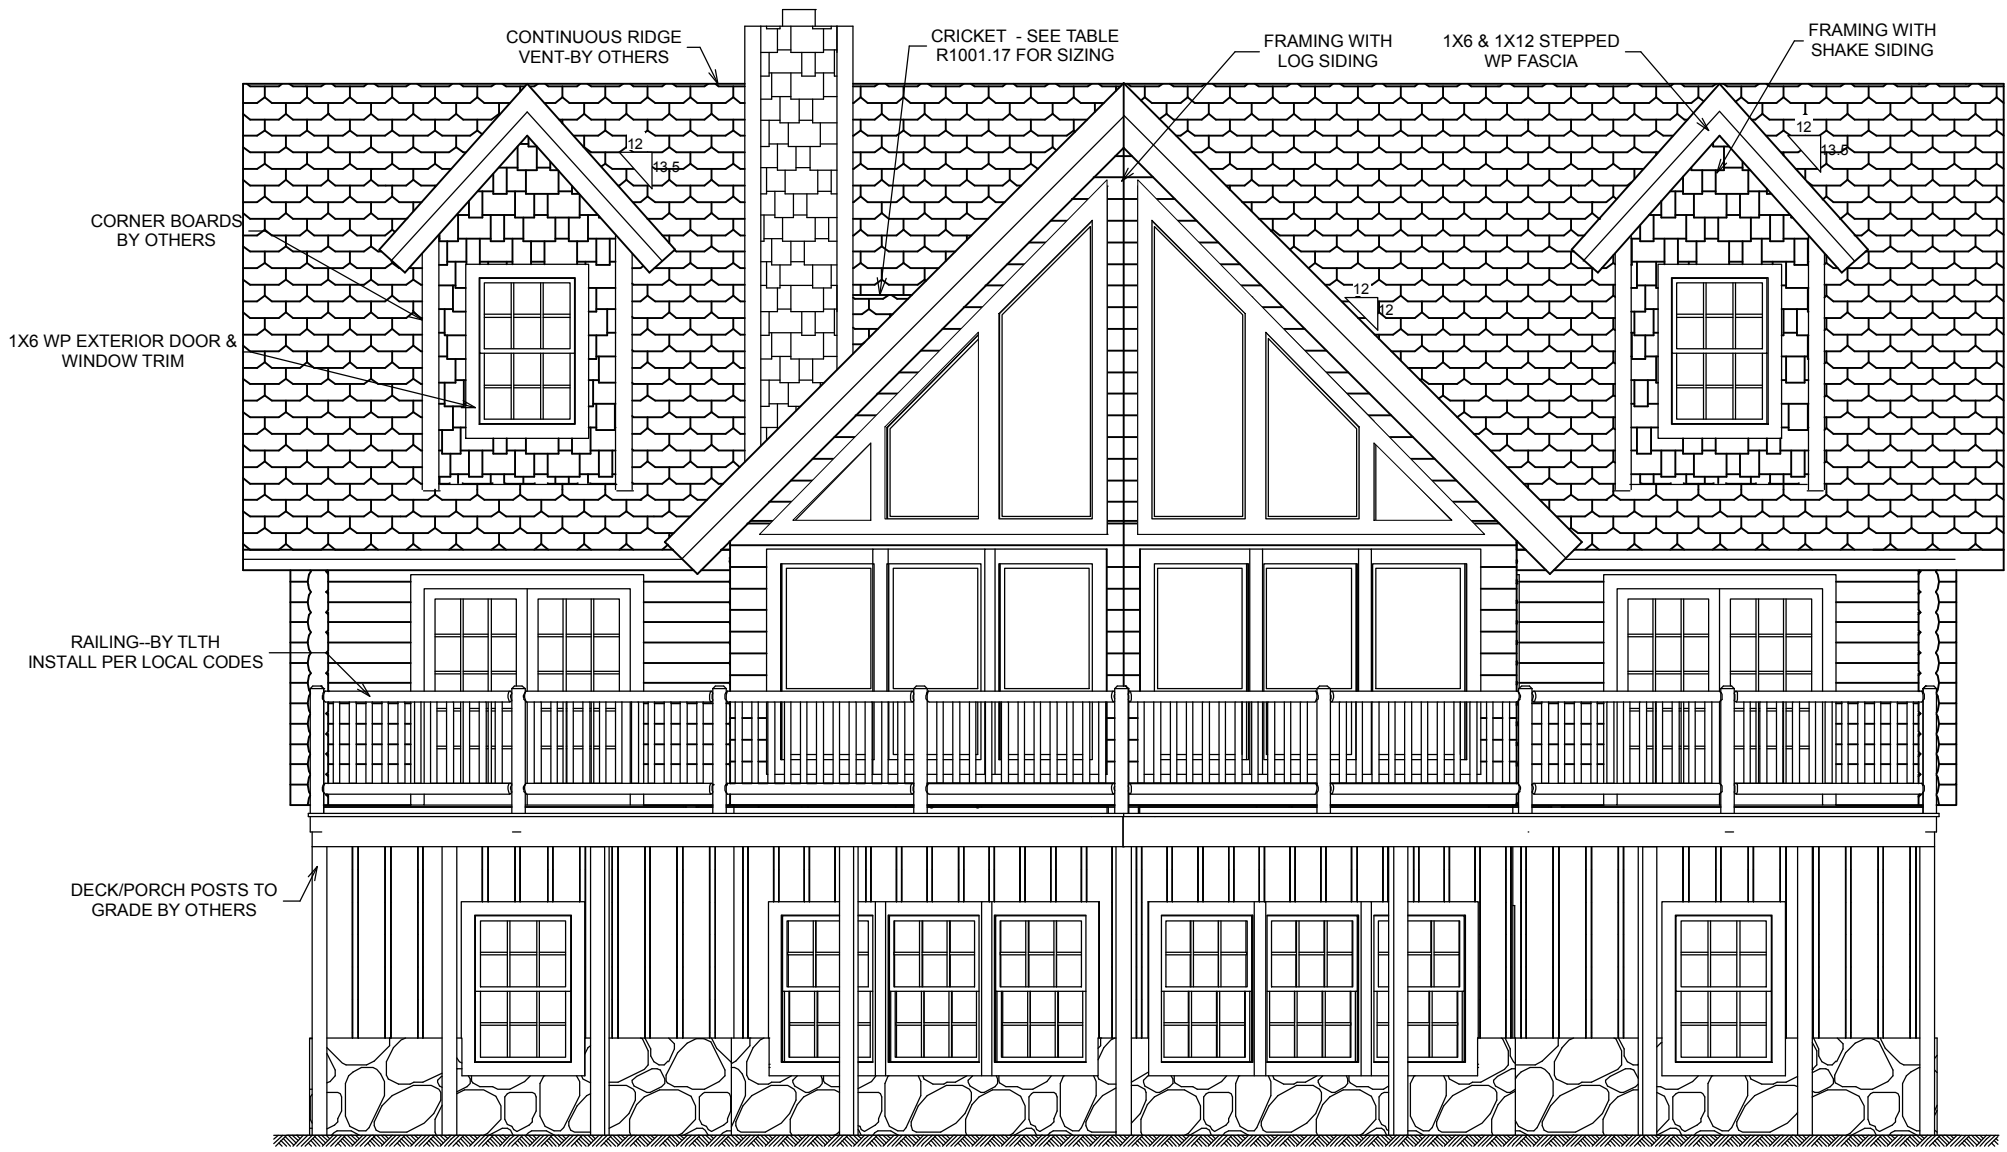 CONTINUOUS RIDGE
VENT-BY OTHERS
CRICKET - SEE TABLE
R1001.17 FOR SIZING
FRAMING WITH
LOG SIDING
1X6 & 1X12 STEPPED
WP FASCIA
FRAMING WITH
SHAKE SIDING
12
13.5
12
13.5
CORNER BOARDS
BY OTHERS
12
12
1X6 WP EXTERIOR DOOR &
WINDOW TRIM
RAILING--BY TLTH
INSTALL PER LOCAL CODES
DECK/PORCH POSTS TO
GRADE BY OTHERS